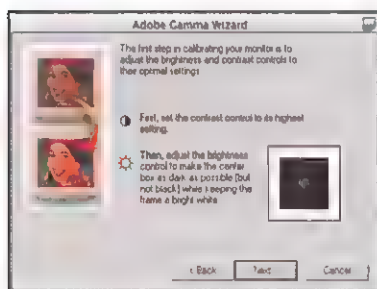 Adobe Gamma Wizard
The first step in calibrating your monitor is to
adjust the brightness and contrast controls to
their optimal settings
First, set the contrast control to its highest
setting.
Then, adjust the brightness
control to make the center
box as dark as possible (but
not black) while keeping the
frame a bright white
< Back
Next
Cancel